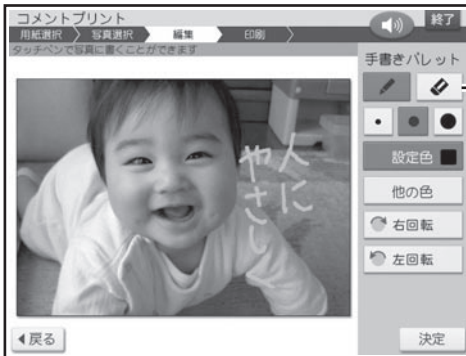 コメントプリント
終了
用紙選択 写真選択 編集 印刷
タッチペンで写真に書くことができます
手書きパレット
人に
やさし
設定色
他の色
右回転
左回転
戻る
決定